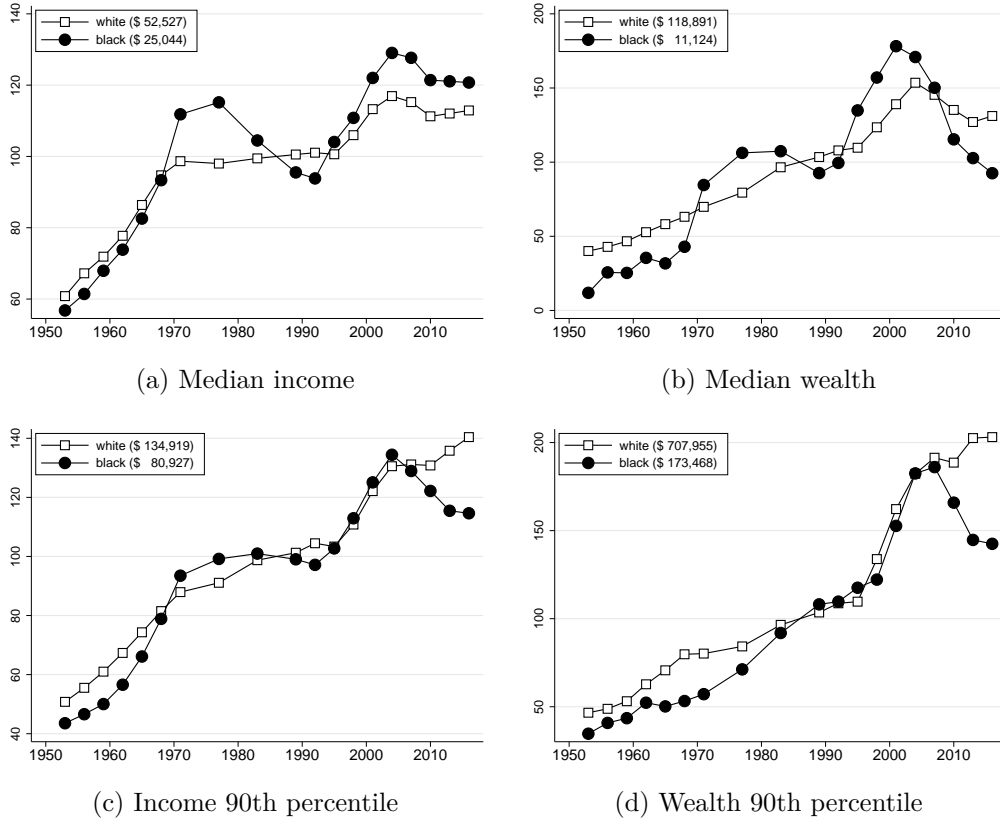 white ($ 52,527)
black ($ 25,044)
140
120
100
80
60
1950 1960 1970 1980 1990 2000 2010
(a) Median income
white ($ 118,891)
black ($ 11,124)
200
150
100
50
0
1950 1960 1970 1980 1990 2000 2010
(b) Median wealth
white ($ 134,919)
black ($ 80,927)
140
120
100
80
60
40
1950 1960 1970 1980 1990 2000 2010
(c) Income 90th percentile
white ($ 707,955)
black ($ 173,468)
200
150
100
50
1950 1960 1970 1980 1990 2000 2010
(d) Wealth 90th percentile